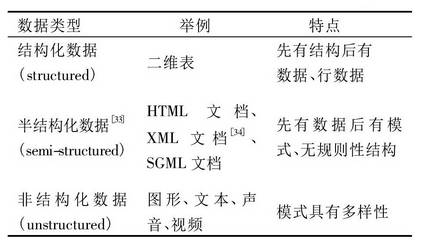 数据类型 举例 特点
结构化数据
(structured)
二维表
先有结构后有
数据、行数据
半结构化数据[33]
(semi-structured)
HTML 文档、
XML 文档[34]、
SGML文档
先有数据后有模
式、无规则性结构
非结构化数据
(unstructured)
图形、文本、声
音、视频
模式具有多样性